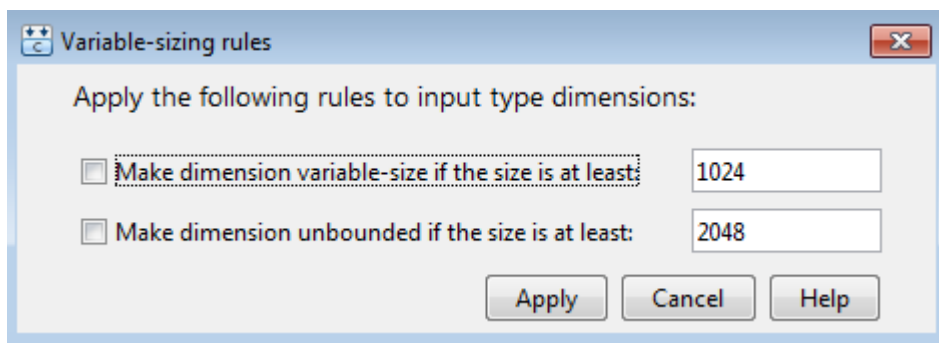 Variable-sizing rules
Apply the following rules to input type dimensions:
Make dimension variable-size if the size is at least: 1024
Make dimension unbounded if the size is at least: 2048
Apply Cancel Help